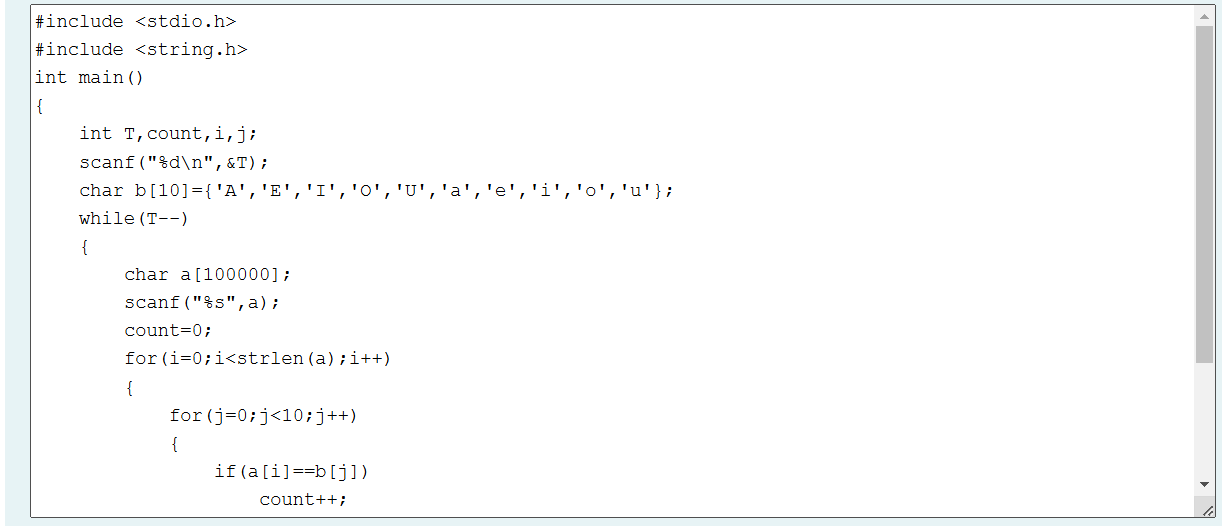 #include <stdio.h>
#include <string.h>
int main()
{
    int T,count,i,j;
    scanf("%d\n",&T);
    char b[10]={'A','E','I','O','U','a','e','i','o','u'};
    while(T--)
    {
        char a[100000];
        scanf("%s",a);
        count=0;
        for(i=0;i<strlen(a);i++)
        {
            for(j=0;j<10;j++)
            {
                if(a[i]==b[j])
                    count++;